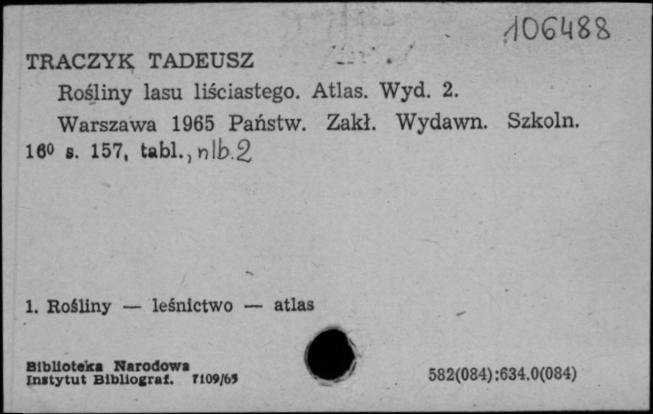 106488
TRACZYK TADEUSZ
Rośliny lasu liściastego. Atlas. Wyd. 2.
Warszawa 1965 Państw. Zakł. Wydawn. Szkoln.
16⁰ s. 157, tabl., nlb. 2
1. Rośliny — leśnictwo — atlas
Biblioteka Narodowa
Instytut Bibliograf. 7109/65
582(084):634.0(084)